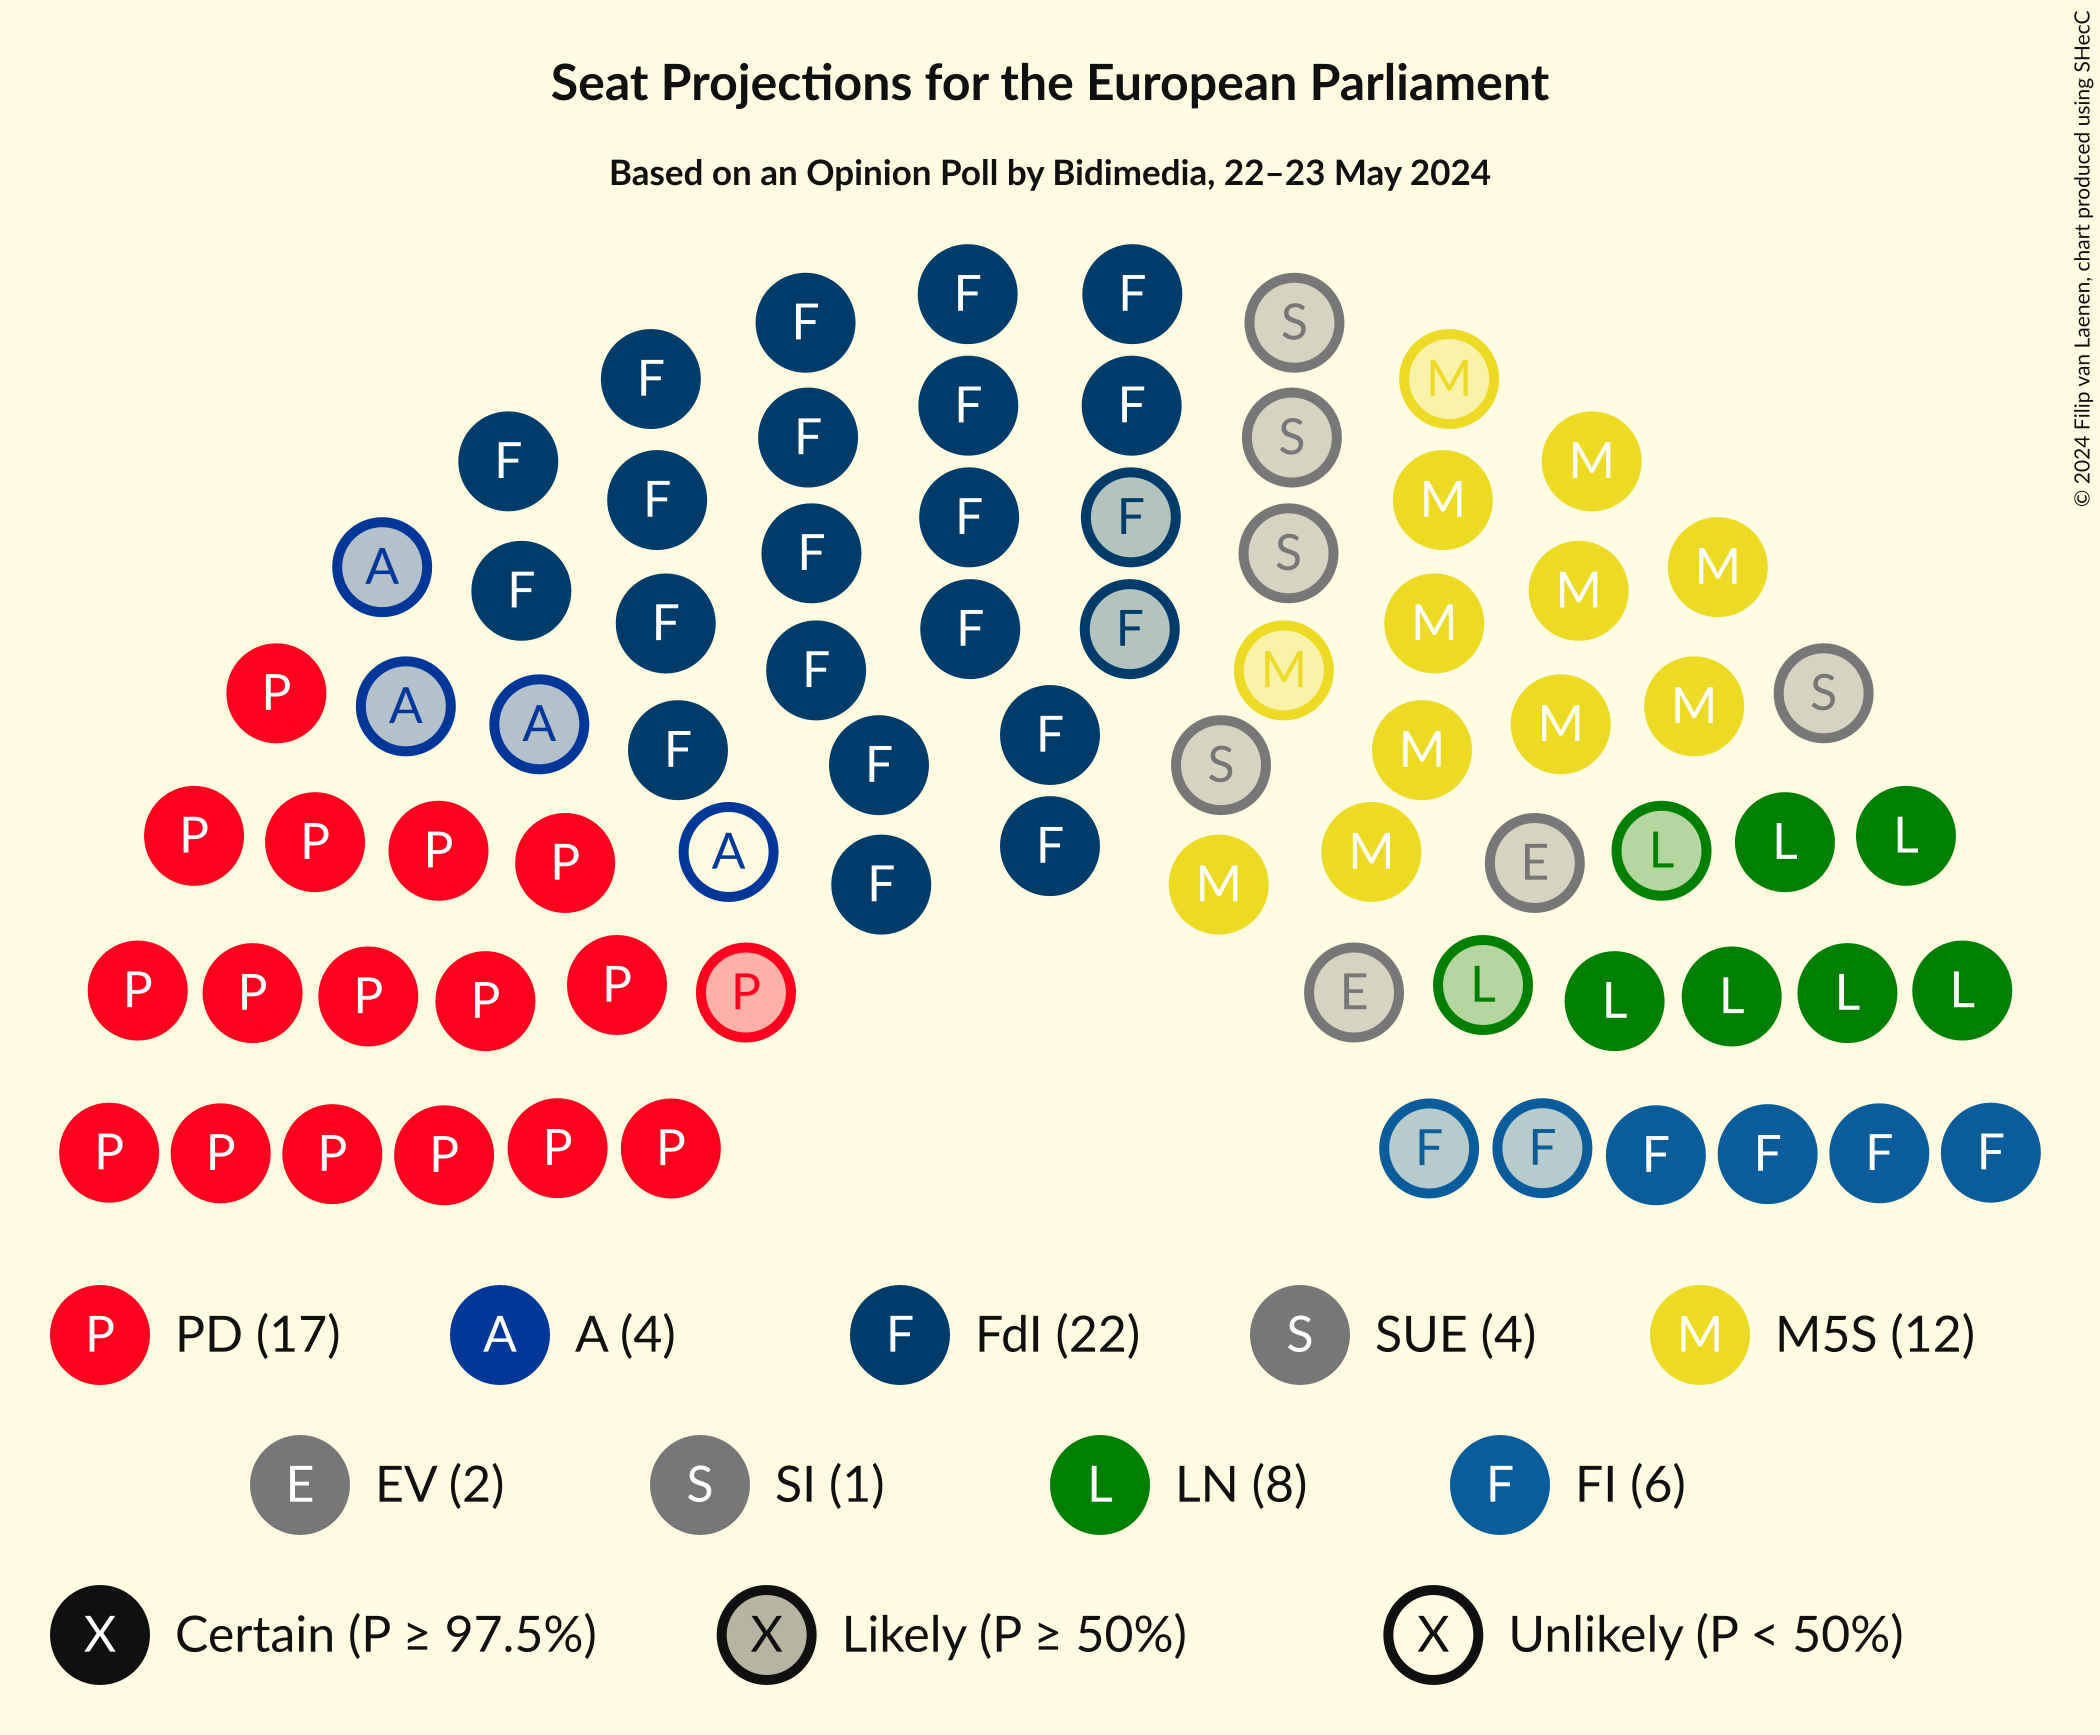 Seat Projections for the European Parliament
Based on an Opinion Poll by Bidimedia, 22–23 May 2024
© 2024 Filip van Laenen, chart produced using SHecC
F F
F F S
F M
F F
F F S
F M
F F M
F F F S
A M
F M
F M
F F
F M
P M
A A F M M S
F
F S
P P P P A F F M M E L L L
P P P P P P E L L L L L
P P P P P P F F F F F F
P PD (17) A A (4) F FdI (22) S SUE (4) M M5S (12)
E EV (2) S SI (1) L LN (8) F FI (6)
X Certain (P ≥ 97.5%) X Likely (P ≥ 50%) X Unlikely (P < 50%)